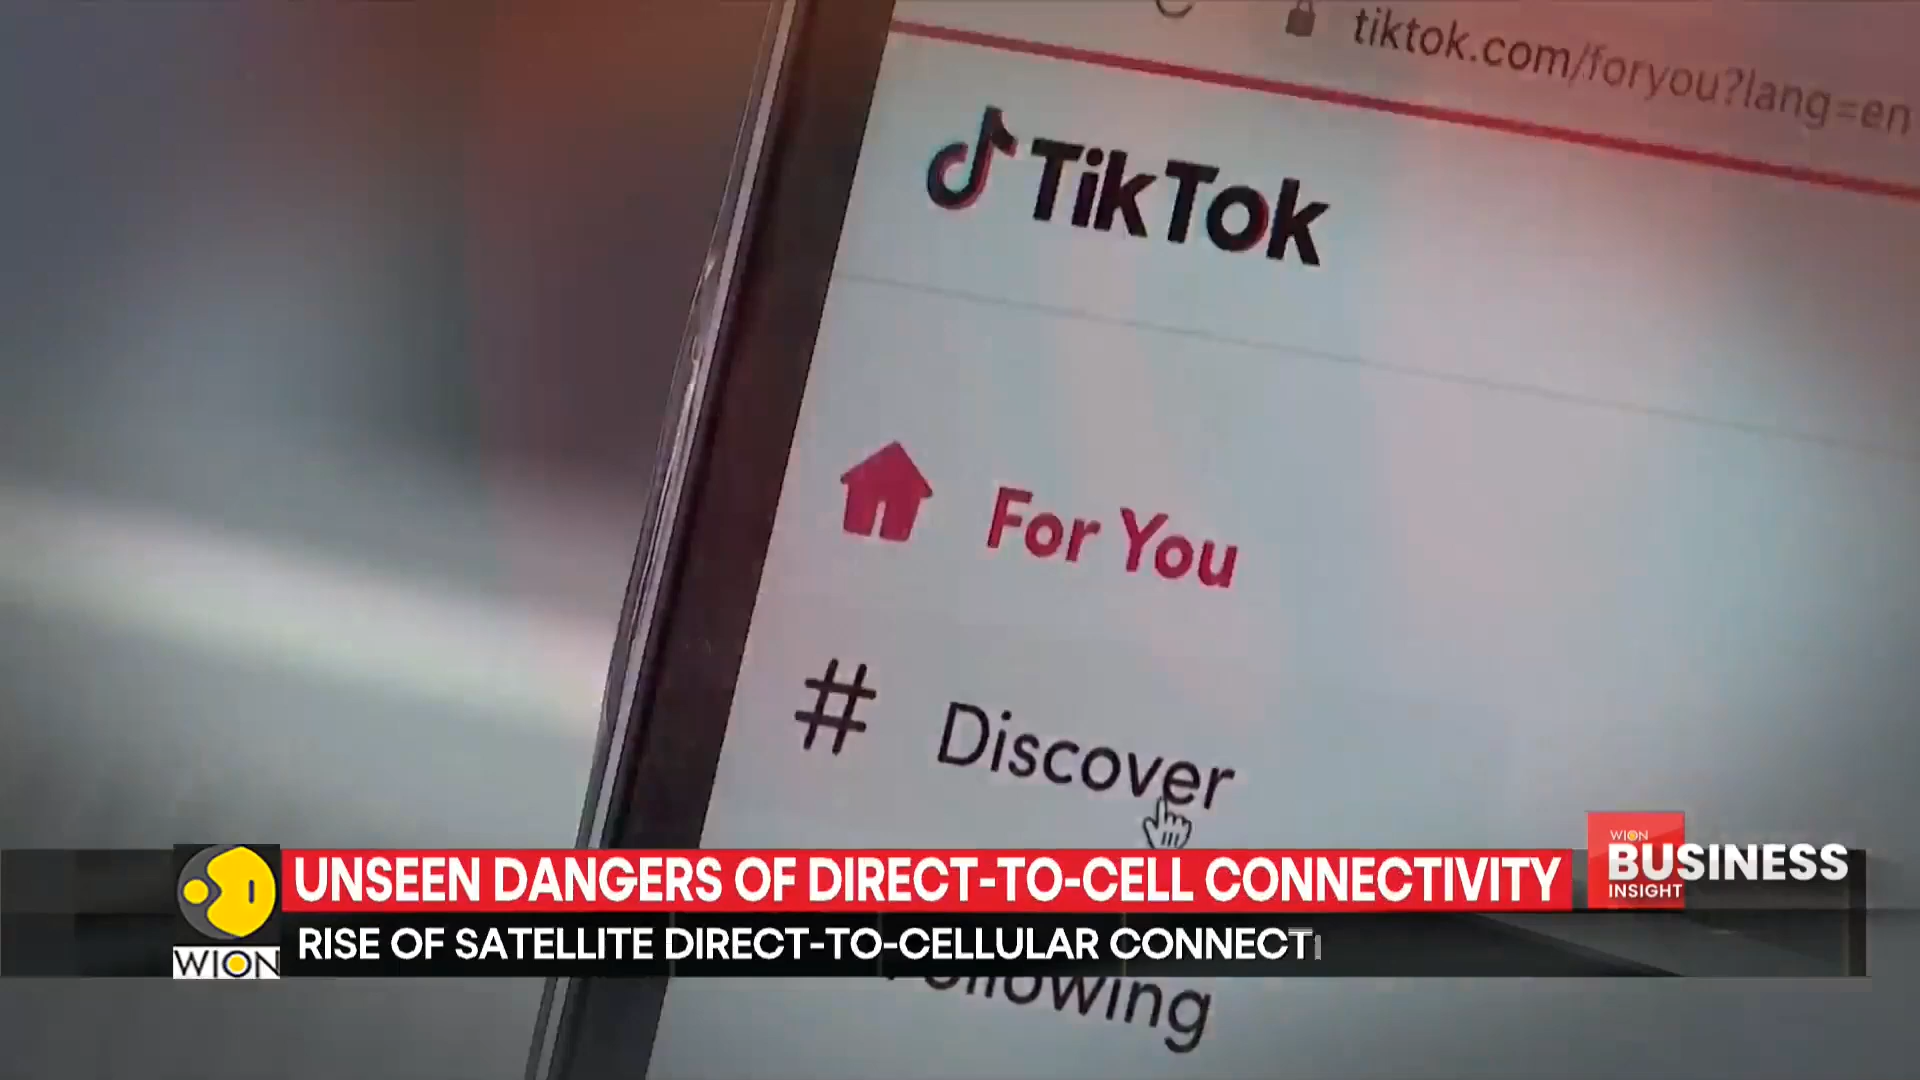 tiktok.com/foryou?lang=en
TikTok
For You
# Discover
UNSEEN DANGERS OF DIRECT-TO-CELL CONNECTIVITY
WION
BUSINESS
INSIGHT
RISE OF SATELLITE DIRECT-TO-CELLULAR CONNECT
WION
Following